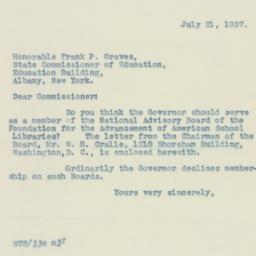 July 21, 1937.
Honorable Frank P. Graves,
State Commissioner of Education,
Education Building,
Albany, New York.
Dear Commissioner:
Do you think the Governor should serve
as a member of the National Advisory Board of the
Foundation for the Advancement of American School
Libraries? The letter from the Chairman of the
Board, Mr. W. H. Cralle, 1218 Shoreham Building,
Washington, D. C., is enclosed herewith.
Ordinarily the Governor declines member-
ship on such Boards.
Yours very sincerely,